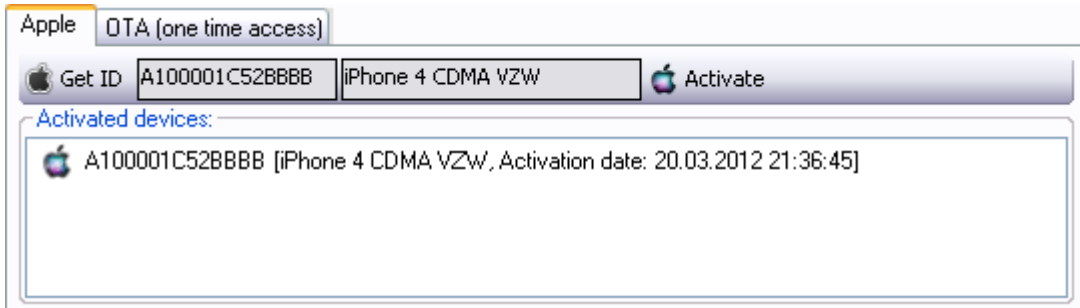 Apple OTA (one time access)
Get ID A100001C52BBBB iPhone 4 CDMA VZW Activate
Activated devices:
A100001C52BBBB [iPhone 4 CDMA VZW, Activation date: 20.03.2012 21:36:45]